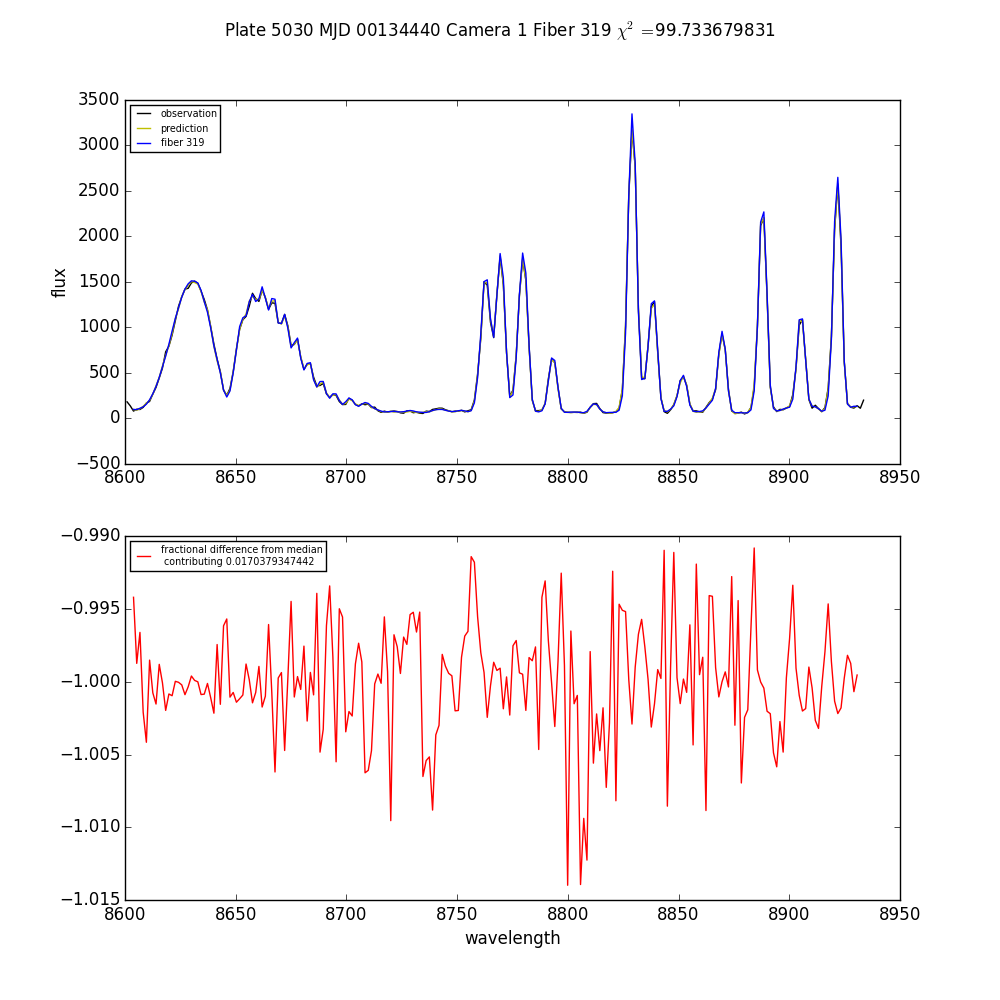 Plate 5030 MJD 00134440 Camera 1 Fiber 319 χ² =99.733679831
3500
3000
2500
2000
1500
1000
500
0
−500
flux
observation
prediction
fiber 319
8600 8650 8700 8750 8800 8850 8900 8950
−0.990
−0.995
−1.000
−1.005
−1.010
−1.015
fractional difference from median
contributing 0.0170379347442
8600 8650 8700 8750 8800 8850 8900 8950
wavelength